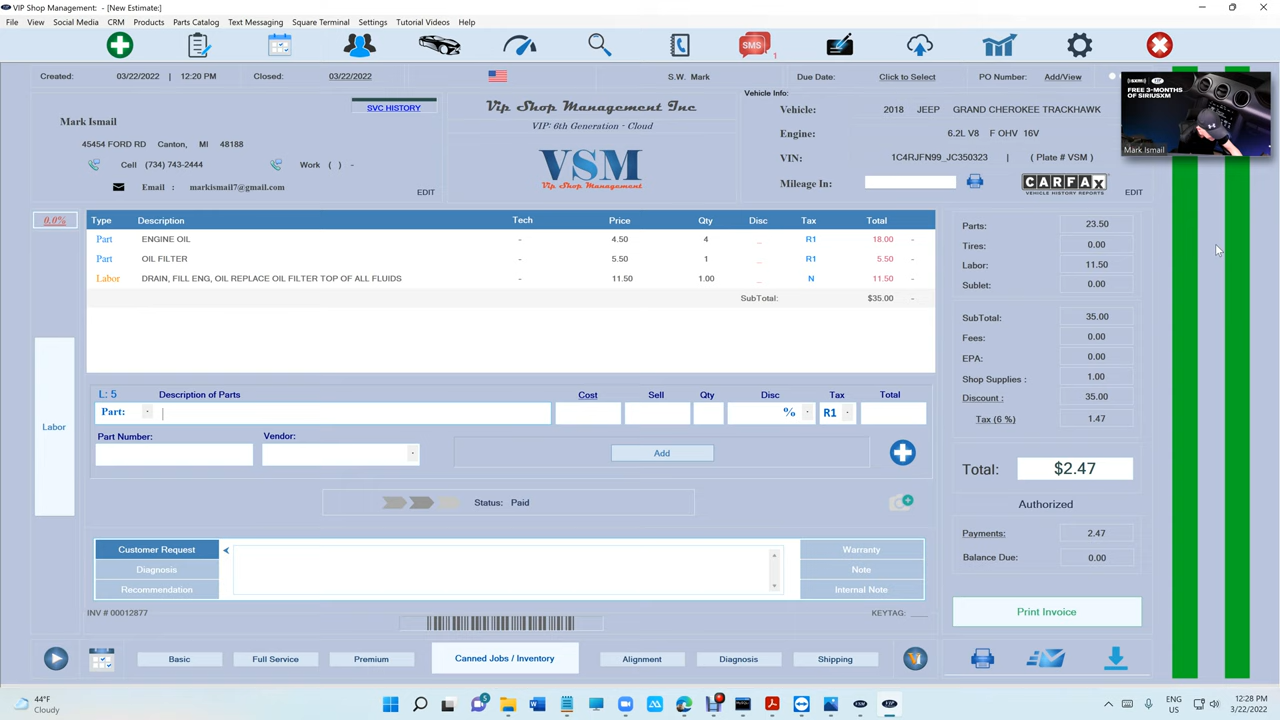 VIP Shop Management: - [New Estimate:]
File View Social Media CRM Products Parts Catalog Text Messaging Square Terminal Settings Tutorial Videos Help
SMS 1
Created: 03/22/2022 | 12:20 PM Closed: 03/22/2022 S.W. Mark Due Date: Click to Select PO Number: Add/View
SVC HISTORY
Mark Ismail
45454 FORD RD Canton, MI 48188
Cell (734) 743-2444 Work ( ) -
Email : markismail7@gmail.com
EDIT
Vip Shop Management Inc
VIP: 6th Generation - Cloud
VSM
Vip Shop Management
Vehicle Info:
Vehicle: 2018 JEEP GRAND CHEROKEE TRACKHAWK
Engine: 6.2L V8 F OHV 16V
VIN: 1C4RJFN99_JC350323 | ( Plate # VSM )
Mileage In: CARFAX
VEHICLE HISTORY REPORTS
EDIT
((SiriusXM)) VIP
FREE 3-MONTHS
OF SIRIUSXM
Mark Ismail
0.0%
Type Description Tech Price Qty Disc Tax Total
Part ENGINE OIL - 4.50 4 _ R1 18.00 -
Part OIL FILTER - 5.50 1 _ R1 5.50 -
Labor DRAIN, FILL ENG, OIL REPLACE OIL FILTER TOP OF ALL FLUIDS - 11.50 1.00 _ N 11.50 -
SubTotal: $35.00 -
Labor
L: 5 Description of Parts Cost Sell Qty Disc Tax Total
Part: % R1
Part Number: Vendor:
Add
Status: Paid
Customer Request
Diagnosis
Recommendation
Warranty
Note
Internal Note
INV # 00012877 KEYTAG: ____
Parts: 23.50
Tires: 0.00
Labor: 11.50
Sublet: 0.00
SubTotal: 35.00
Fees: 0.00
EPA: 0.00
Shop Supplies : 1.00
Discount : 35.00
Tax (6 %) 1.47
Total: $2.47
Authorized
Payments: 2.47
Balance Due: 0.00
Print Invoice
Basic Full Service Premium Canned Jobs / Inventory Alignment Diagnosis Shipping
44°F
Cloudy
5
ENG
US
12:28 PM
3/22/2022